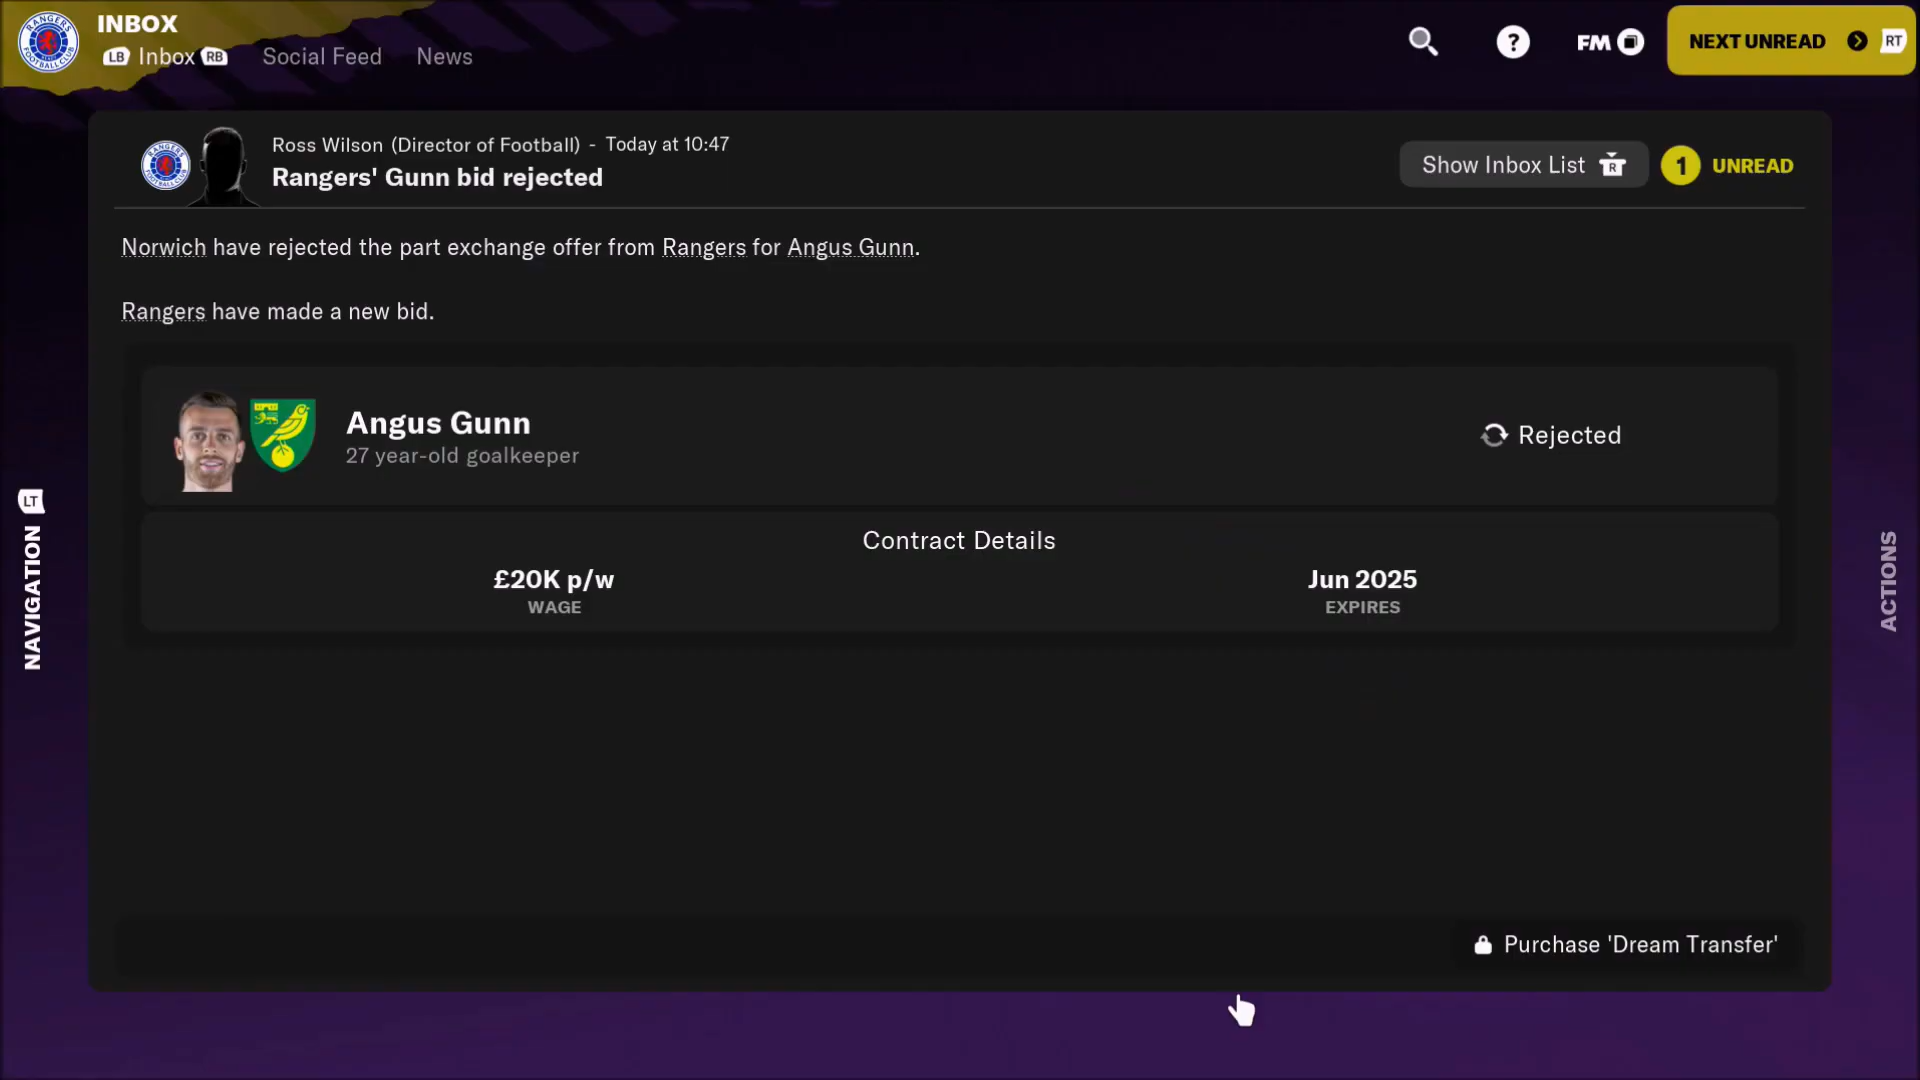 INBOX
LB Inbox RB Social Feed News
FM
NEXT UNREAD RT
Ross Wilson (Director of Football) - Today at 10:47
Rangers' Gunn bid rejected
Show Inbox List R
1 UNREAD
Norwich have rejected the part exchange offer from Rangers for Angus Gunn.
Rangers have made a new bid.
Angus Gunn
27 year-old goalkeeper
Rejected
Contract Details
£20K p/w
WAGE
Jun 2025
EXPIRES
LT
NAVIGATION
ACTIONS
Purchase 'Dream Transfer'